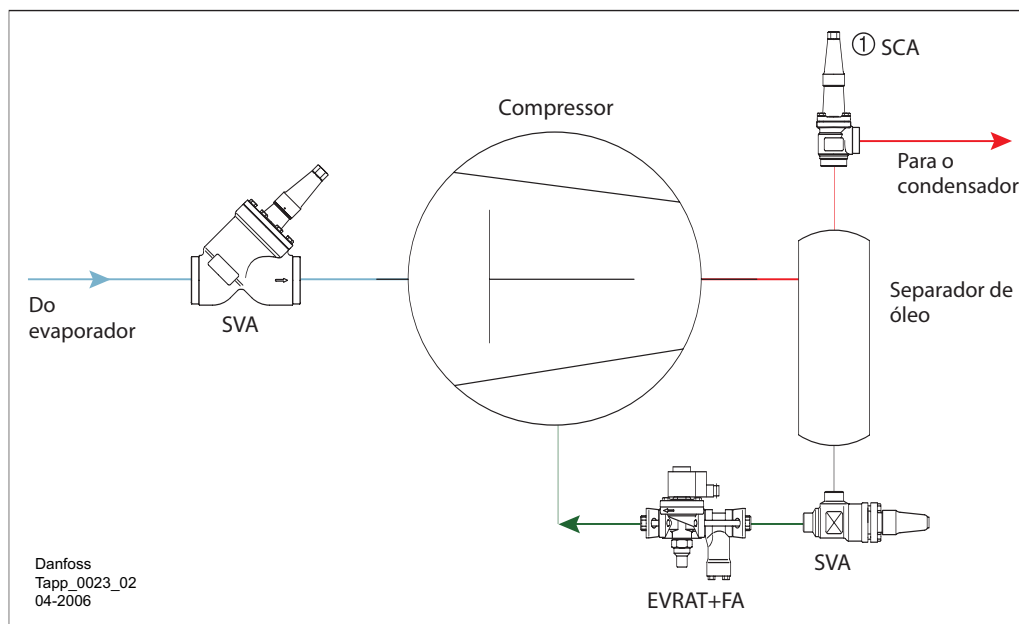 ① SCA
Compressor
Para o
condensador
Do
evaporador
SVA
Separador de
óleo
SVA
EVRAT+FA
Danfoss
Tapp_0023_02
04-2006